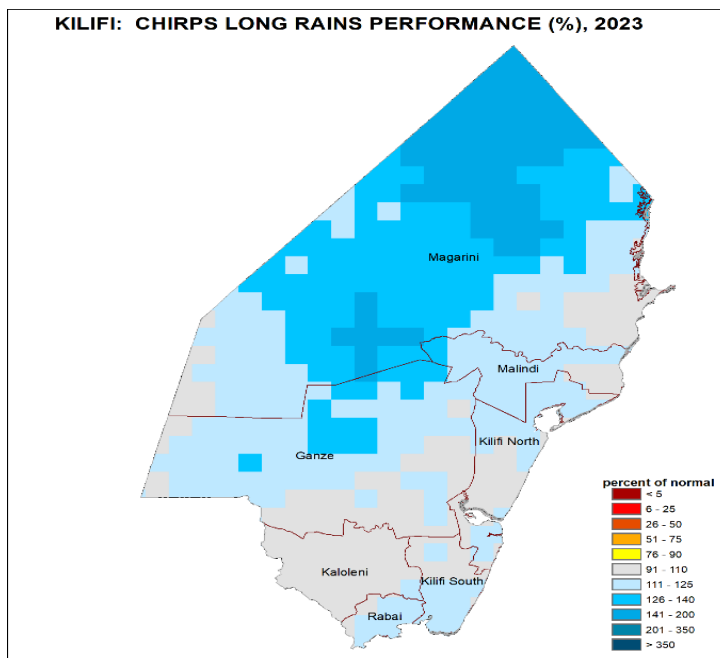 KILIFI: CHIRPS LONG RAINS PERFORMANCE (%), 2023
Magarini
Malindi
Kilifi North
Ganze
Kaloleni
Kilifi South
Rabai
percent of normal
< 5
6 - 25
26 - 50
51 - 75
76 - 90
91 - 110
111 - 125
126 - 140
141 - 200
201 - 350
> 350